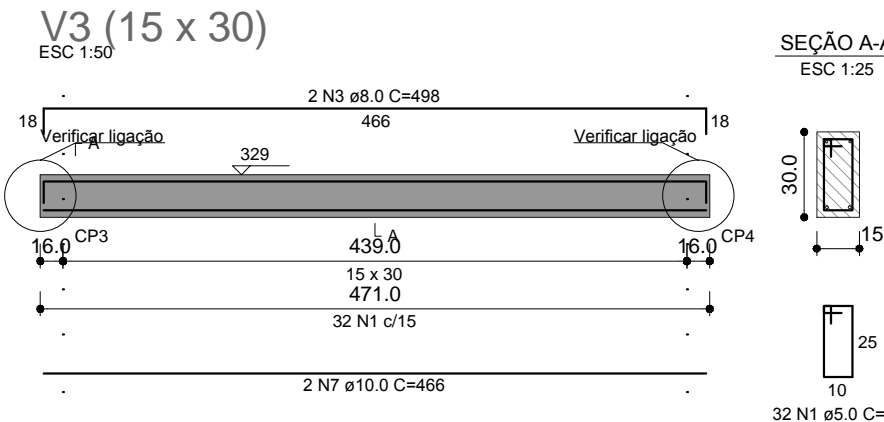 V3 (15 x 30)
ESC 1:50
SEÇÃO A-A
ESC 1:25
2 N3 ø8.0 C=498
18
466
18
Verificar ligação
Verificar ligação
A
329
30.0
A
CP3
CP4
16.0
439.0
16.0
15
15 x 30
471.0
32 N1 c/15
25
2 N7 ø10.0 C=466
10
32 N1 ø5.0 C=